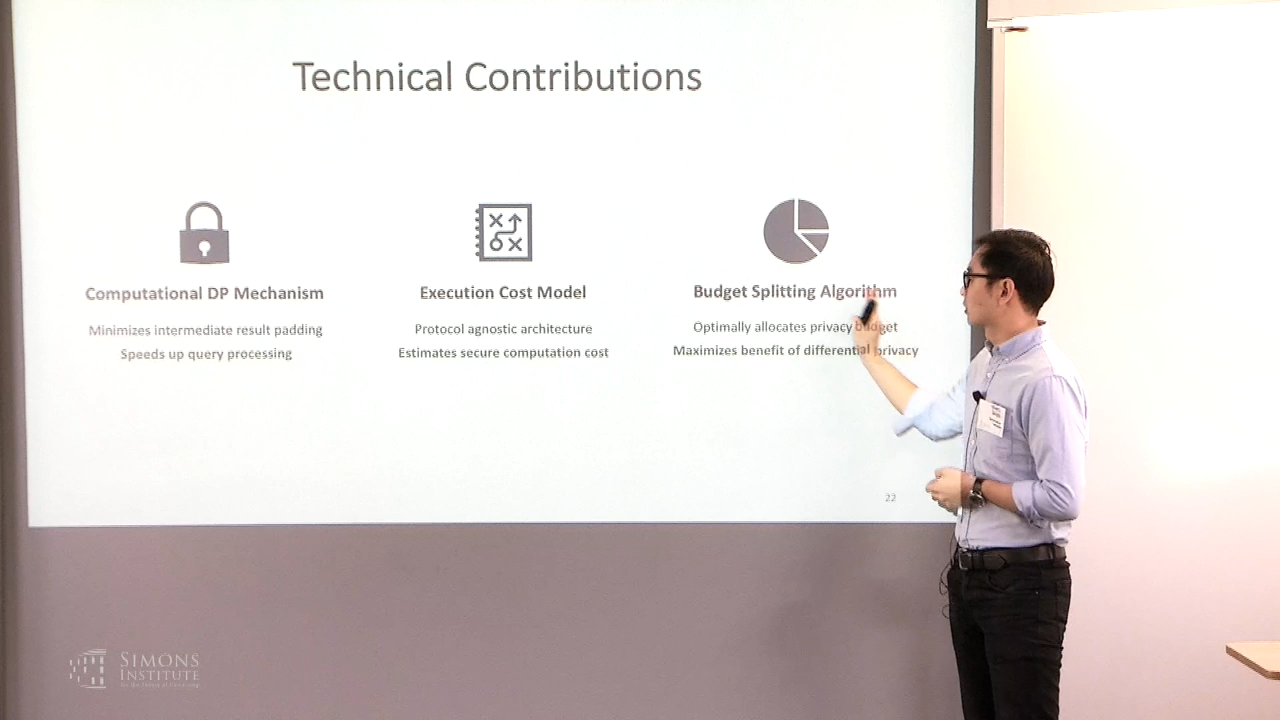 Technical Contributions
Computational DP Mechanism
Minimizes intermediate result padding
Speeds up query processing
Execution Cost Model
Protocol agnostic architecture
Estimates secure computation cost
Budget Splitting Algorithm
Optimally allocates privacy budget
Maximizes benefit of differential privacy
22
SIMONS
INSTITUTE